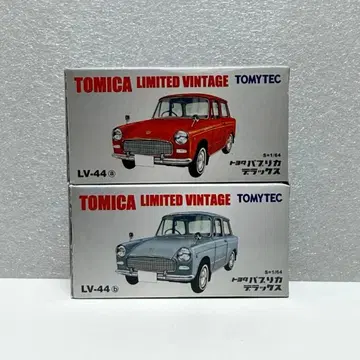 TOMICA LIMITED VINTAGE TOMYTEC
S=1/64
LV-44 ⓐ トヨタ パブリカ
デラックス
TOMICA LIMITED VINTAGE TOMYTEC
S=1/64
LV-44 ⓑ トヨタ パブリカ
デラックス